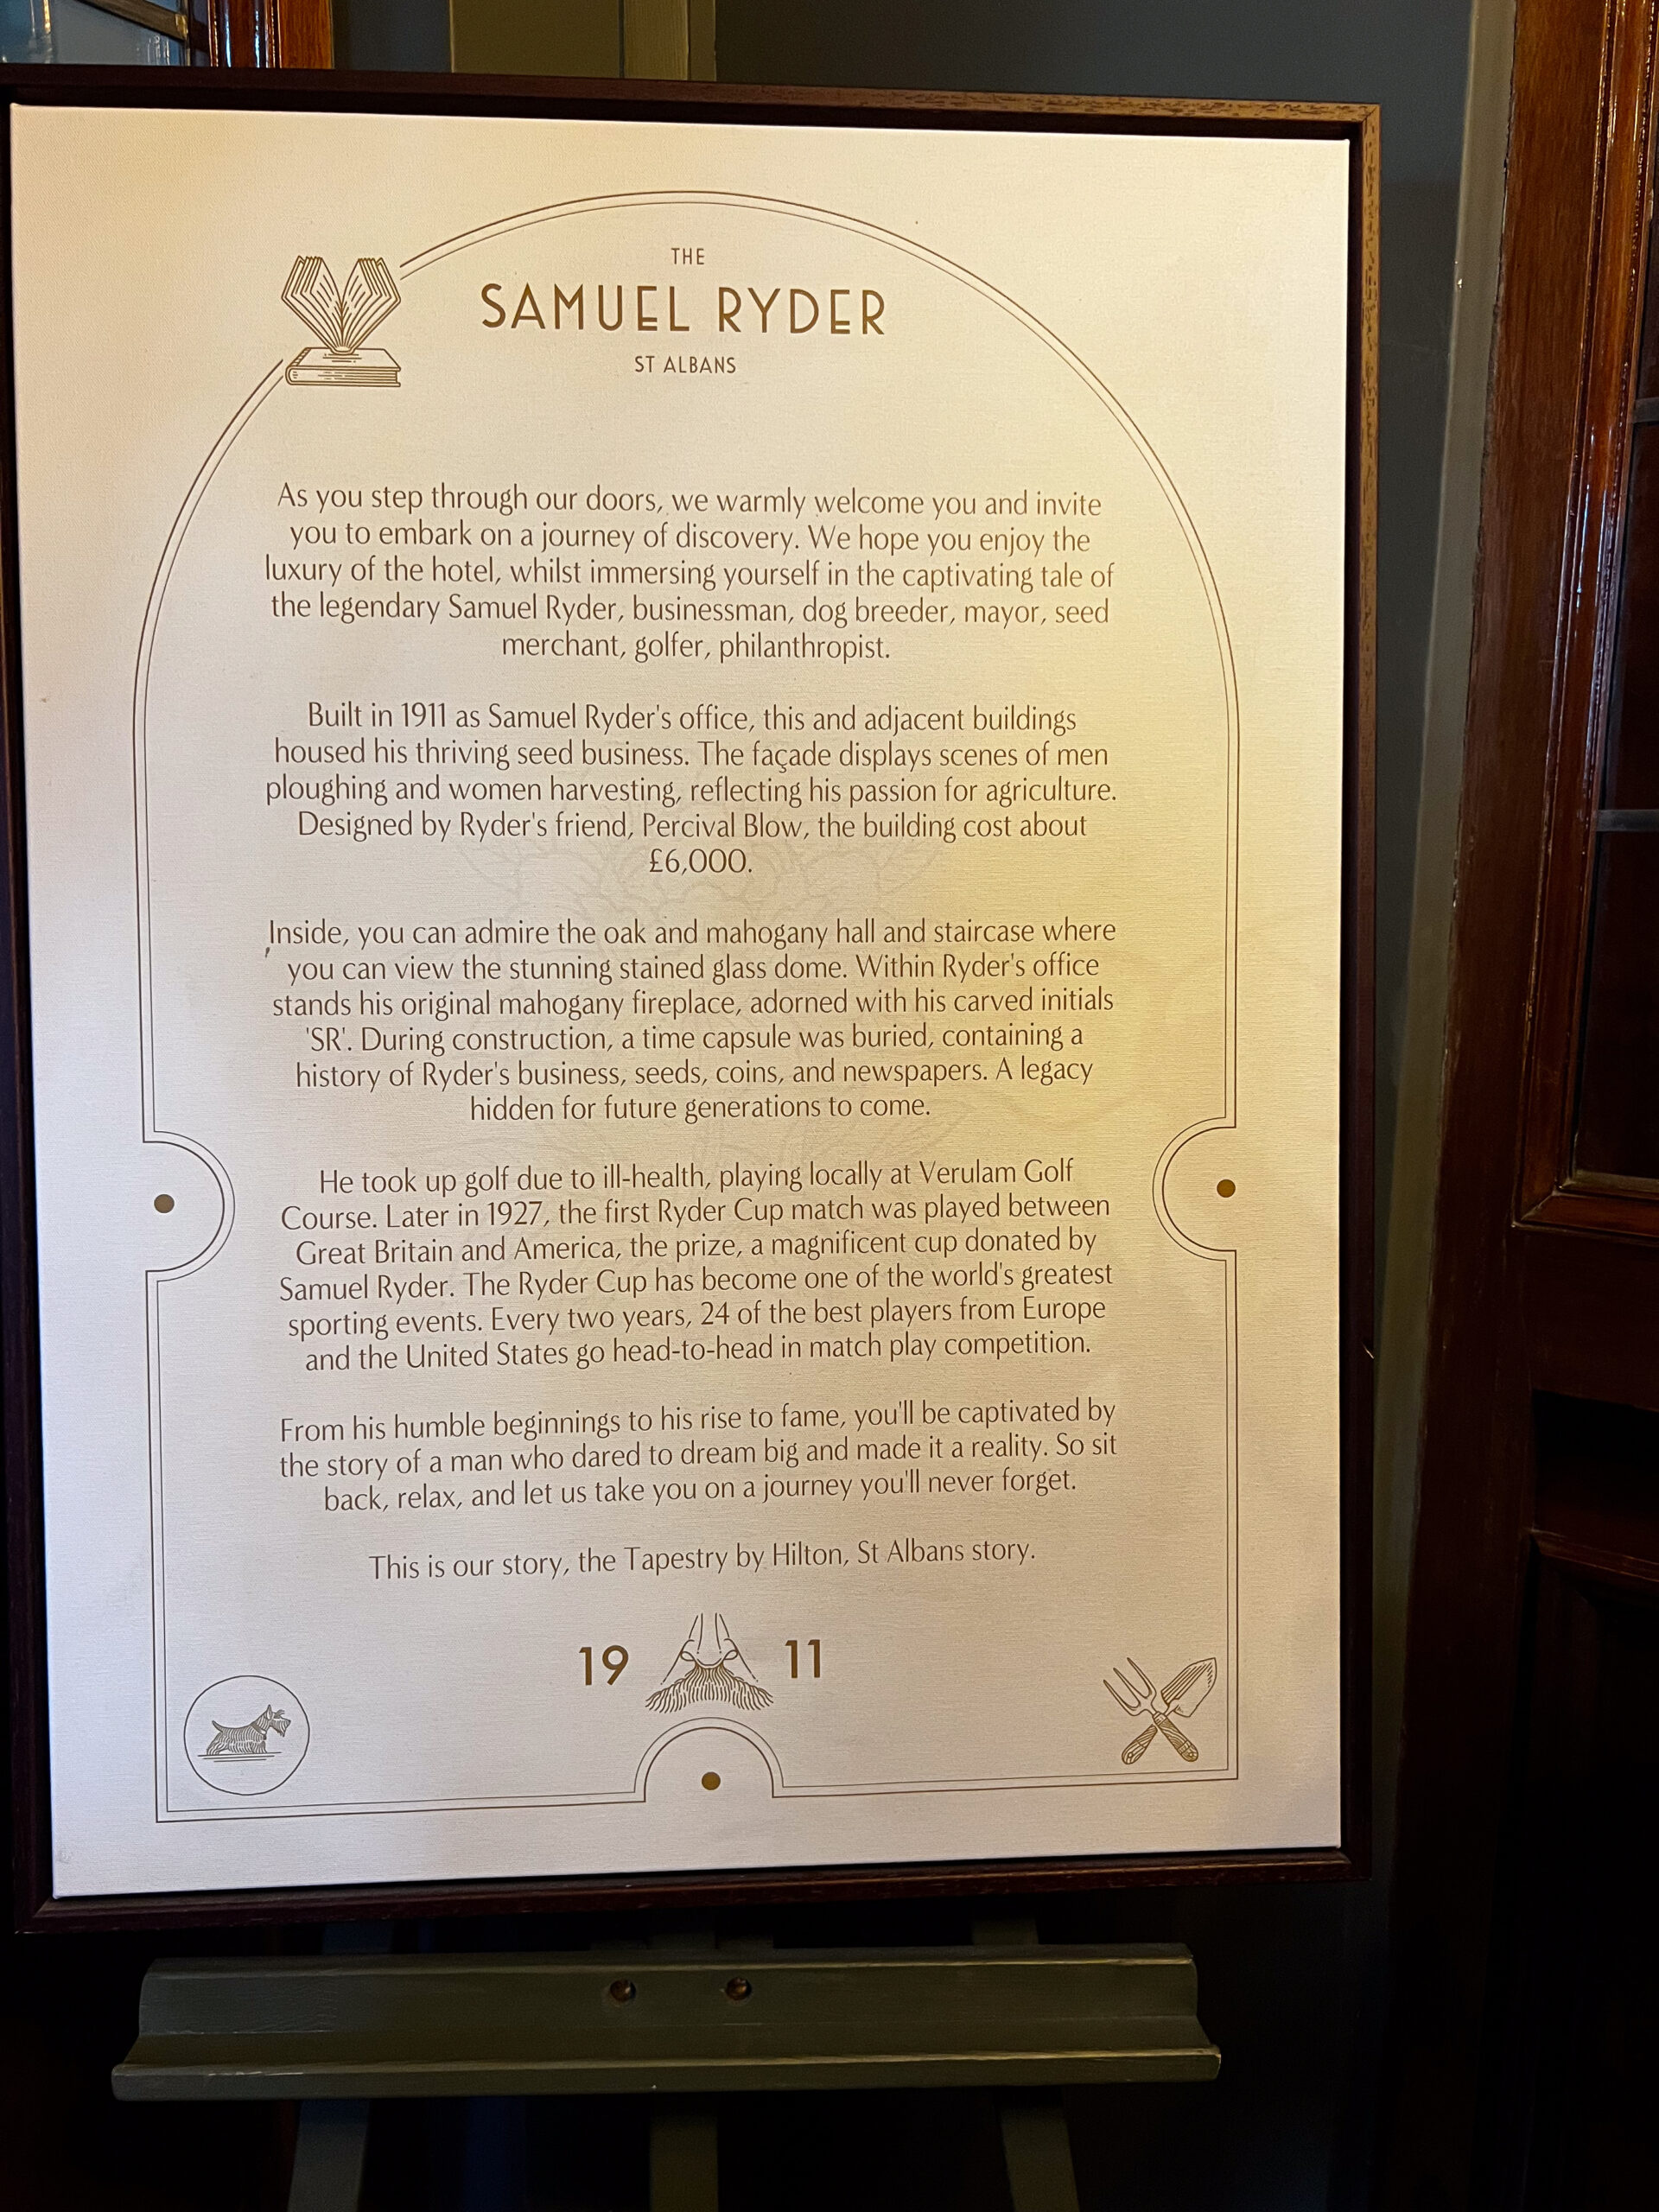 THE
SAMUEL RYDER
ST ALBANS
As you step through our doors, we warmly welcome you and invite
you to embark on a journey of discovery. We hope you enjoy the
luxury of the hotel, whilst immersing yourself in the captivating tale of
the legendary Samuel Ryder, businessman, dog breeder, mayor, seed
merchant, golfer, philanthropist.
Built in 1911 as Samuel Ryder's office, this and adjacent buildings
housed his thriving seed business. The façade displays scenes of men
ploughing and women harvesting, reflecting his passion for agriculture.
Designed by Ryder's friend, Percival Blow, the building cost about
£6,000.
Inside, you can admire the oak and mahogany hall and staircase where
you can view the stunning stained glass dome. Within Ryder's office
stands his original mahogany fireplace, adorned with his carved initials
'SR'. During construction, a time capsule was buried, containing a
history of Ryder's business, seeds, coins, and newspapers. A legacy
hidden for future generations to come.
He took up golf due to ill-health, playing locally at Verulam Golf
Course. Later in 1927, the first Ryder Cup match was played between
Great Britain and America, the prize, a magnificent cup donated by
Samuel Ryder. The Ryder Cup has become one of the world's greatest
sporting events. Every two years, 24 of the best players from Europe
and the United States go head-to-head in match play competition.
From his humble beginnings to his rise to fame, you'll be captivated by
the story of a man who dared to dream big and made it a reality. So sit
back, relax, and let us take you on a journey you'll never forget.
This is our story, the Tapestry by Hilton, St Albans story.
19 11